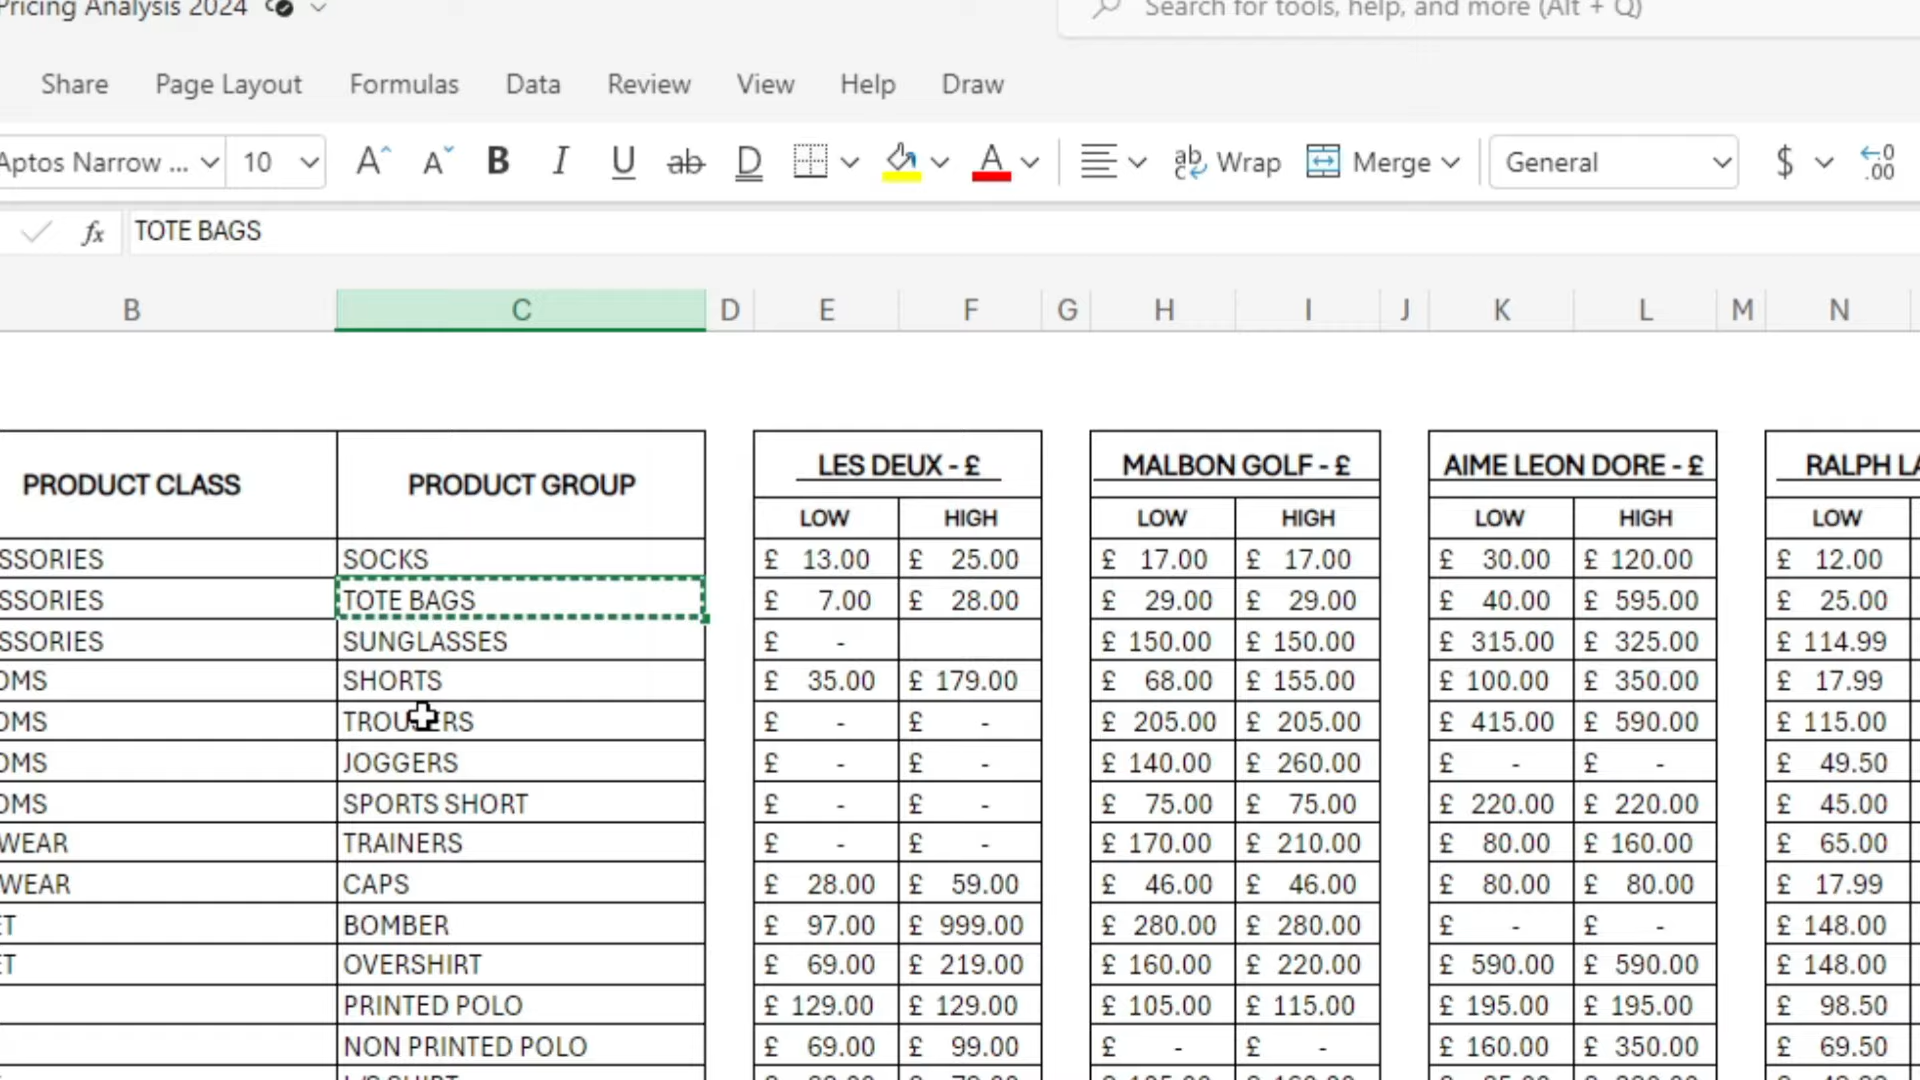 Pricing Analysis 2024
Search for tools, help, and more (Alt + Q)
Share Page Layout Formulas Data Review View Help Draw
Aptos Narrow ... 10 A A B I U ab D A Wrap Merge General $
fx TOTE BAGS
B C D E F G H I J K L M N
PRODUCT CLASS PRODUCT GROUP LES DEUX - £ MALBON GOLF - £ AIME LEON DORE - £ RALPH LA
LOW HIGH LOW HIGH LOW HIGH LOW
SSORIES SOCKS £ 13.00 £ 25.00 £ 17.00 £ 17.00 £ 30.00 £ 120.00 £ 12.00
SSORIES TOTE BAGS £ 7.00 £ 28.00 £ 29.00 £ 29.00 £ 40.00 £ 595.00 £ 25.00
SSORIES SUNGLASSES £ - £ 150.00 £ 150.00 £ 315.00 £ 325.00 £ 114.99
OMS SHORTS £ 35.00 £ 179.00 £ 68.00 £ 155.00 £ 100.00 £ 350.00 £ 17.99
OMS TROUSERS £ - £ - £ 205.00 £ 205.00 £ 415.00 £ 590.00 £ 115.00
OMS JOGGERS £ - £ - £ 140.00 £ 260.00 £ - £ - £ 49.50
OMS SPORTS SHORT £ - £ - £ 75.00 £ 75.00 £ 220.00 £ 220.00 £ 45.00
WEAR TRAINERS £ - £ - £ 170.00 £ 210.00 £ 80.00 £ 160.00 £ 65.00
WEAR CAPS £ 28.00 £ 59.00 £ 46.00 £ 46.00 £ 80.00 £ 80.00 £ 17.99
ET BOMBER £ 97.00 £ 999.00 £ 280.00 £ 280.00 £ - £ - £ 148.00
ET OVERSHIRT £ 69.00 £ 219.00 £ 160.00 £ 220.00 £ 590.00 £ 590.00 £ 148.00
PRINTED POLO £ 129.00 £ 129.00 £ 105.00 £ 115.00 £ 195.00 £ 195.00 £ 98.50
NON PRINTED POLO £ 69.00 £ 99.00 £ - £ - £ 160.00 £ 350.00 £ 69.50